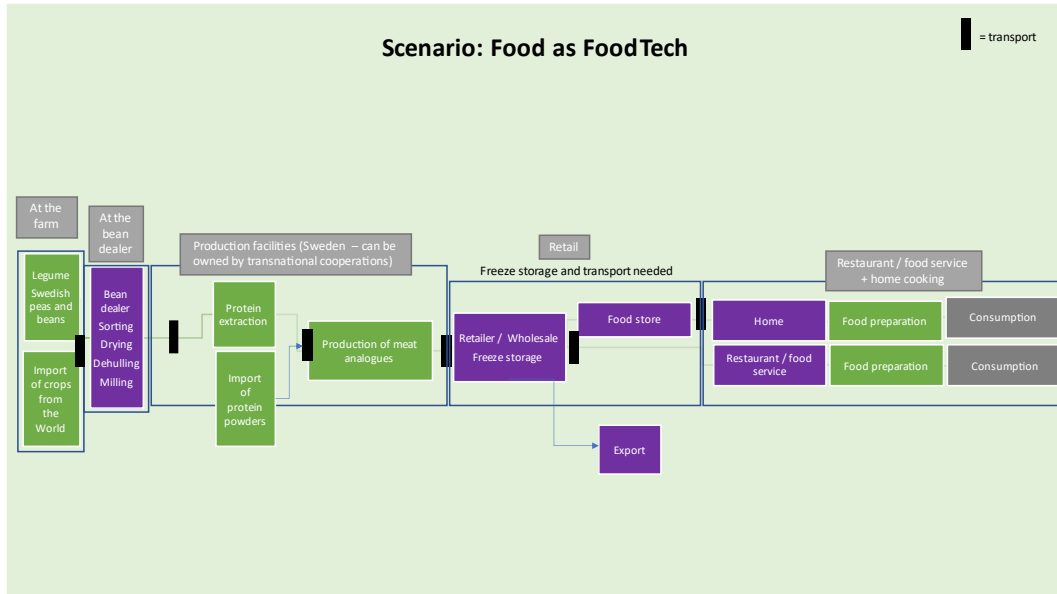 Scenario: Food as FoodTech
= transport
At the
farm
At the
bean
dealer
Production facilities (Sweden – can be
owned by transnational cooperations)
Retail
Freeze storage and transport needed
Restaurant / food service
+ home cooking
Legume
Swedish
peas and
beans
Import
of crops
from
the
World
Bean
dealer
Sorting
Drying
Dehulling
Milling
Protein
extraction
Import
of
protein
powders
Production of meat
analogues
Retailer / Wholesale
Freeze storage
Food store
Export
Home
Food preparation
Consumption
Restaurant / food
service
Food preparation
Consumption